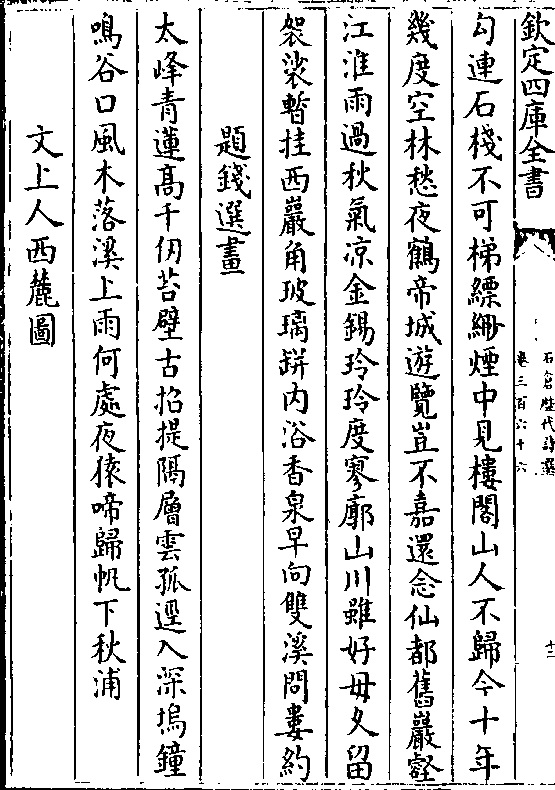 欽定四庫全書
石倉歷代詩選
卷三百六十六
十二
勾連石棧不可梯縹緲煙中見樓閣山人不歸今十年
幾度空林愁夜鶴帝城遊覽豈不嘉還念仙都舊巖壑
江淮雨過秋氣凉金錫玲玲度寥廓山川雖好毋久留
袈裟暫挂西巖角玻璃缾内浴香泉早向雙溪問婁約
題錢選畫
太峰青蓮髙千仞苔壁古招提隔層雲孤逕入深塢鐘
鳴谷口風木落溪上雨何處夜猿啼歸帆下秋浦
文上人西麓圖